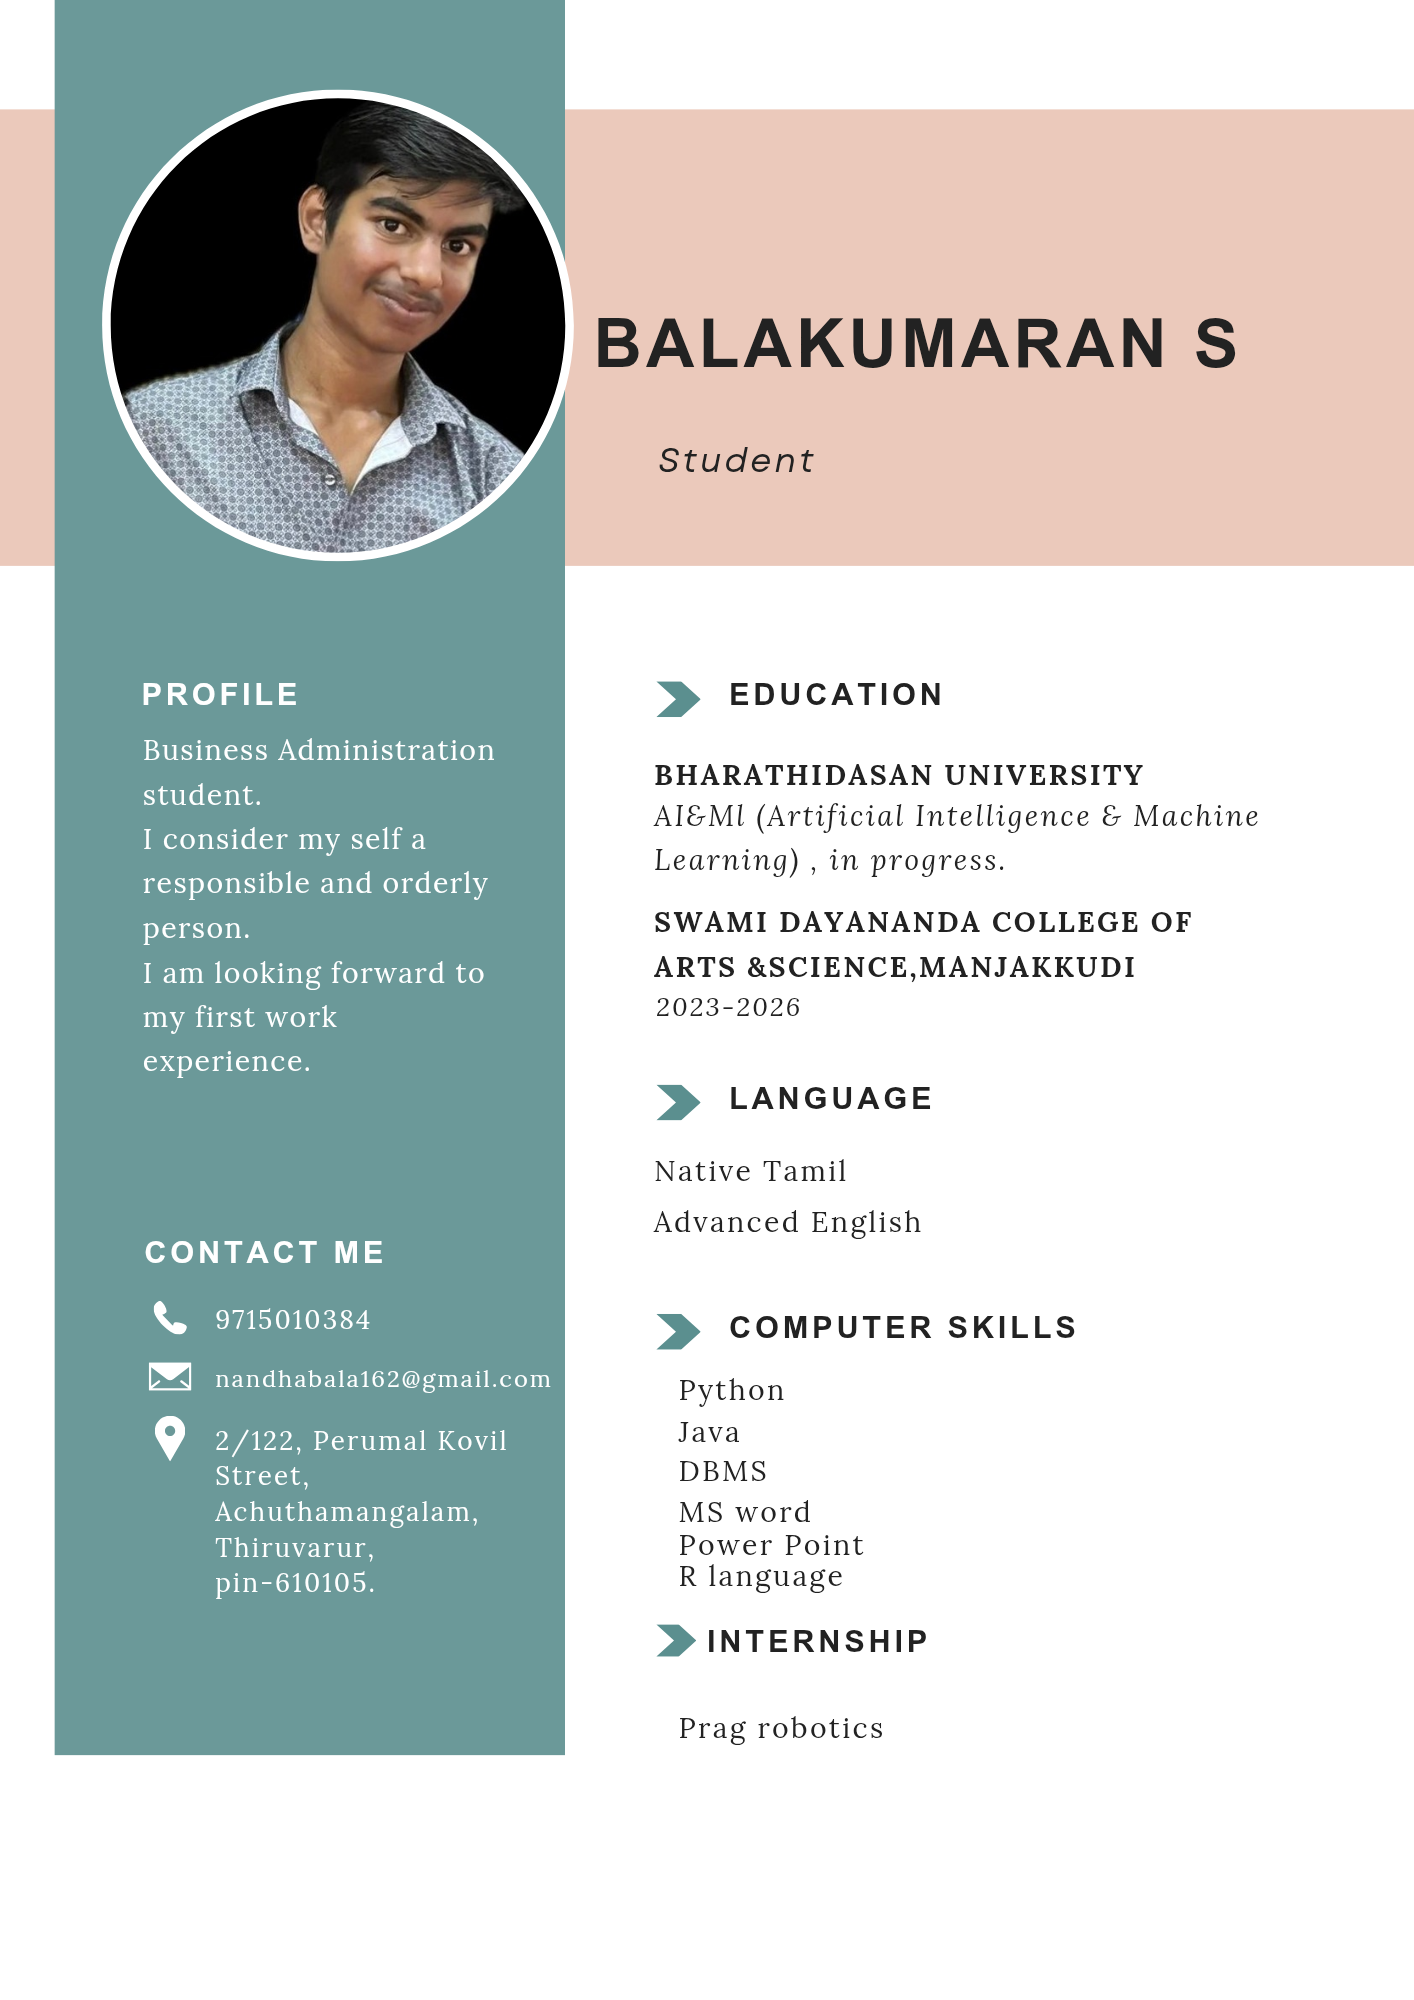 BALAKUMARAN S
Student
PROFILE
Business Administration
student.
I consider my self a
responsible and orderly
person.
I am looking forward to
my first work
experience.
CONTACT ME
9715010384
nandhabala162@gmail.com
2/122, Perumal Kovil
Street,
Achuthamangalam,
Thiruvarur,
pin-610105.
EDUCATION
BHARATHIDASAN UNIVERSITY
AI&Ml (Artificial Intelligence & Machine
Learning) , in progress.
SWAMI DAYANANDA COLLEGE OF
ARTS &SCIENCE,MANJAKKUDI
2023-2026
LANGUAGE
Native Tamil
Advanced English
COMPUTER SKILLS
Python
Java
DBMS
MS word
Power Point
R language
INTERNSHIP
Prag robotics